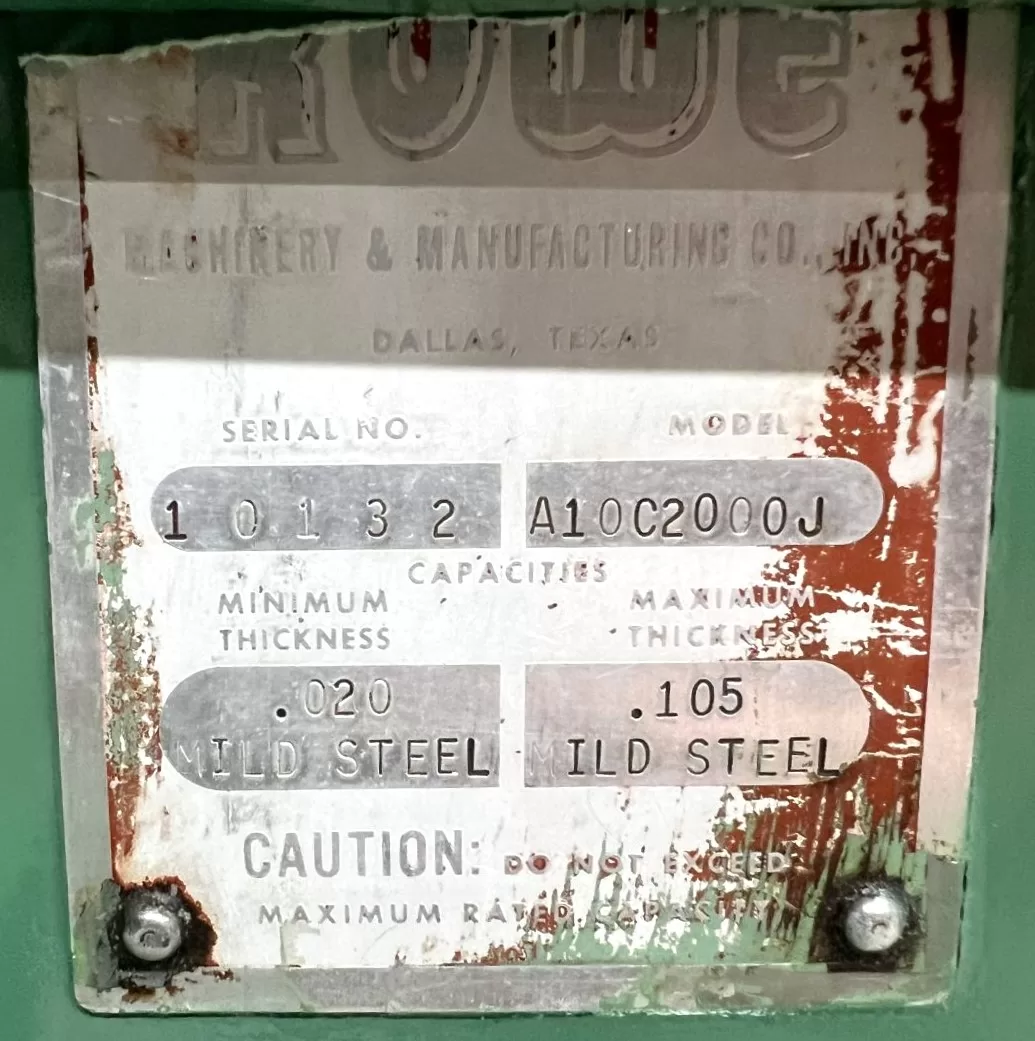 ROWE
MACHINERY & MANUFACTURING CO., INC.
DALLAS, TEXAS
SERIAL NO. MODEL
10132 A10C2000J
CAPACITIES
MINIMUM THICKNESS MAXIMUM THICKNESS
.020 .105
MILD STEEL MILD STEEL
CAUTION: DO NOT EXCEED
MAXIMUM RATED CAPACITY